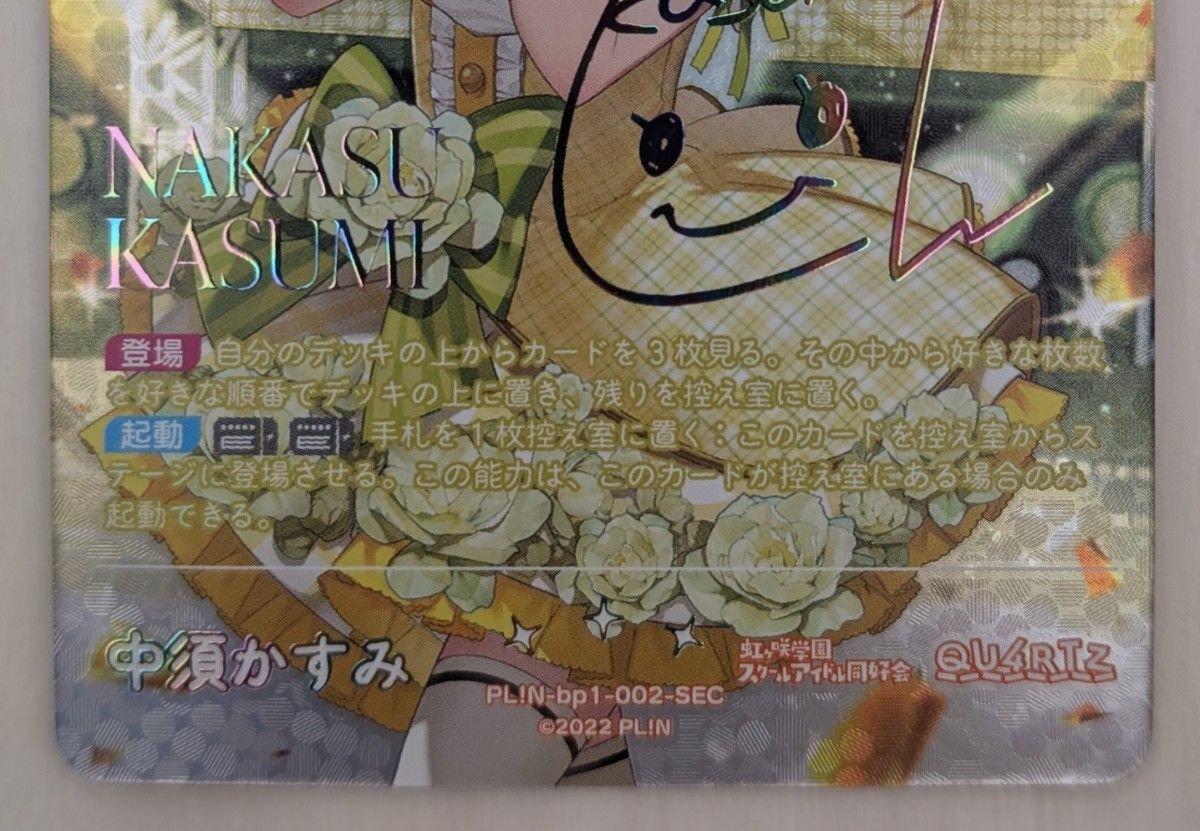 NAKASU
KASUMI
登場 自分のデッキの上からカードを3枚見る。その中から好きな枚数
を好きな順番でデッキの上に置き、残りを控え室に置く。
起動 手札を1枚控え室に置く：このカードを控え室からス
テージに登場させる。この能力は、このカードが控え室にある場合のみ
起動できる。
中須かすみ
虹ヶ咲学園
スクールアイドル同好会
QU4RTZ
PL!N-bp1-002-SEC
©2022 PL!N